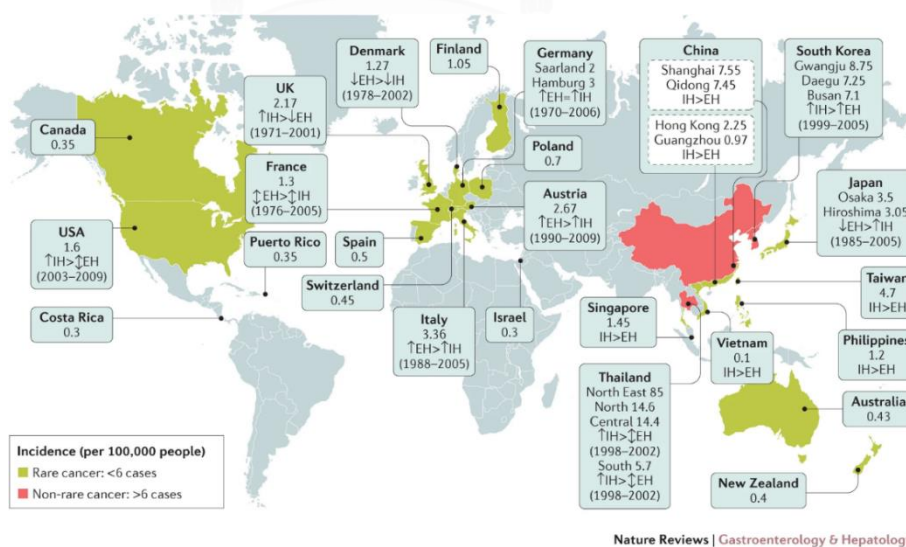 Denmark
1.27
↓EH>↓IH
(1978–2002)
Finland
1.05
Germany
Saarland 2
Hamburg 3
↑EH=↑IH
(1970–2006)
China
Shanghai 7.55
Qidong 7.45
IH>EH
Hong Kong 2.25
Guangzhou 0.97
IH>EH
South Korea
Gwangju 8.75
Daegu 7.25
Busan 7.1
↑IH>↑EH
(1999–2005)
UK
2.17
↑IH>↓EH
(1971–2001)
Canada
0.35
France
1.3
↕EH>↕IH
(1976–2005)
Poland
0.7
Austria
2.67
↑EH>↑IH
(1990–2009)
Japan
Osaka 3.5
Hiroshima 3.05
↓EH>↑IH
(1985–2005)
USA
1.6
↑IH>↕EH
(2003–2009)
Puerto Rico
0.35
Spain
0.5
Switzerland
0.45
Costa Rica
0.3
Italy
3.36
↑EH>↑IH
(1988–2005)
Israel
0.3
Singapore
1.45
IH>EH
Vietnam
0.1
IH>EH
Taiwan
4.7
IH>EH
Philippines
1.2
IH>EH
Thailand
North East 85
North 14.6
Central 14.4
↑IH>↕EH
(1998–2002)
South 5.7
↑IH>↕EH
(1998–2002)
Australia
0.43
New Zealand
0.4
Incidence (per 100,000 people)
Rare cancer: <6 cases
Non-rare cancer: >6 cases
Nature Reviews | Gastroenterology & Hepatolog